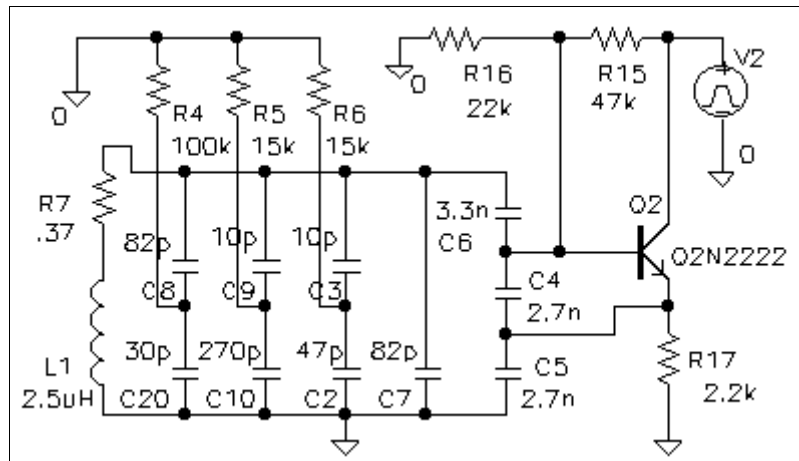 V2
0
R16
22k
R15
47k
0
R4
100k
R5
15k
R6
15k
0
R7
.37
3.3n
C6
Q2
Q2N2222
82p
C8
10p
C9
10p
C3
C4
2.7n
L1
2.5uH
30p
C20
270p
C10
47p
C2
82p
C7
C5
2.7n
R17
2.2k